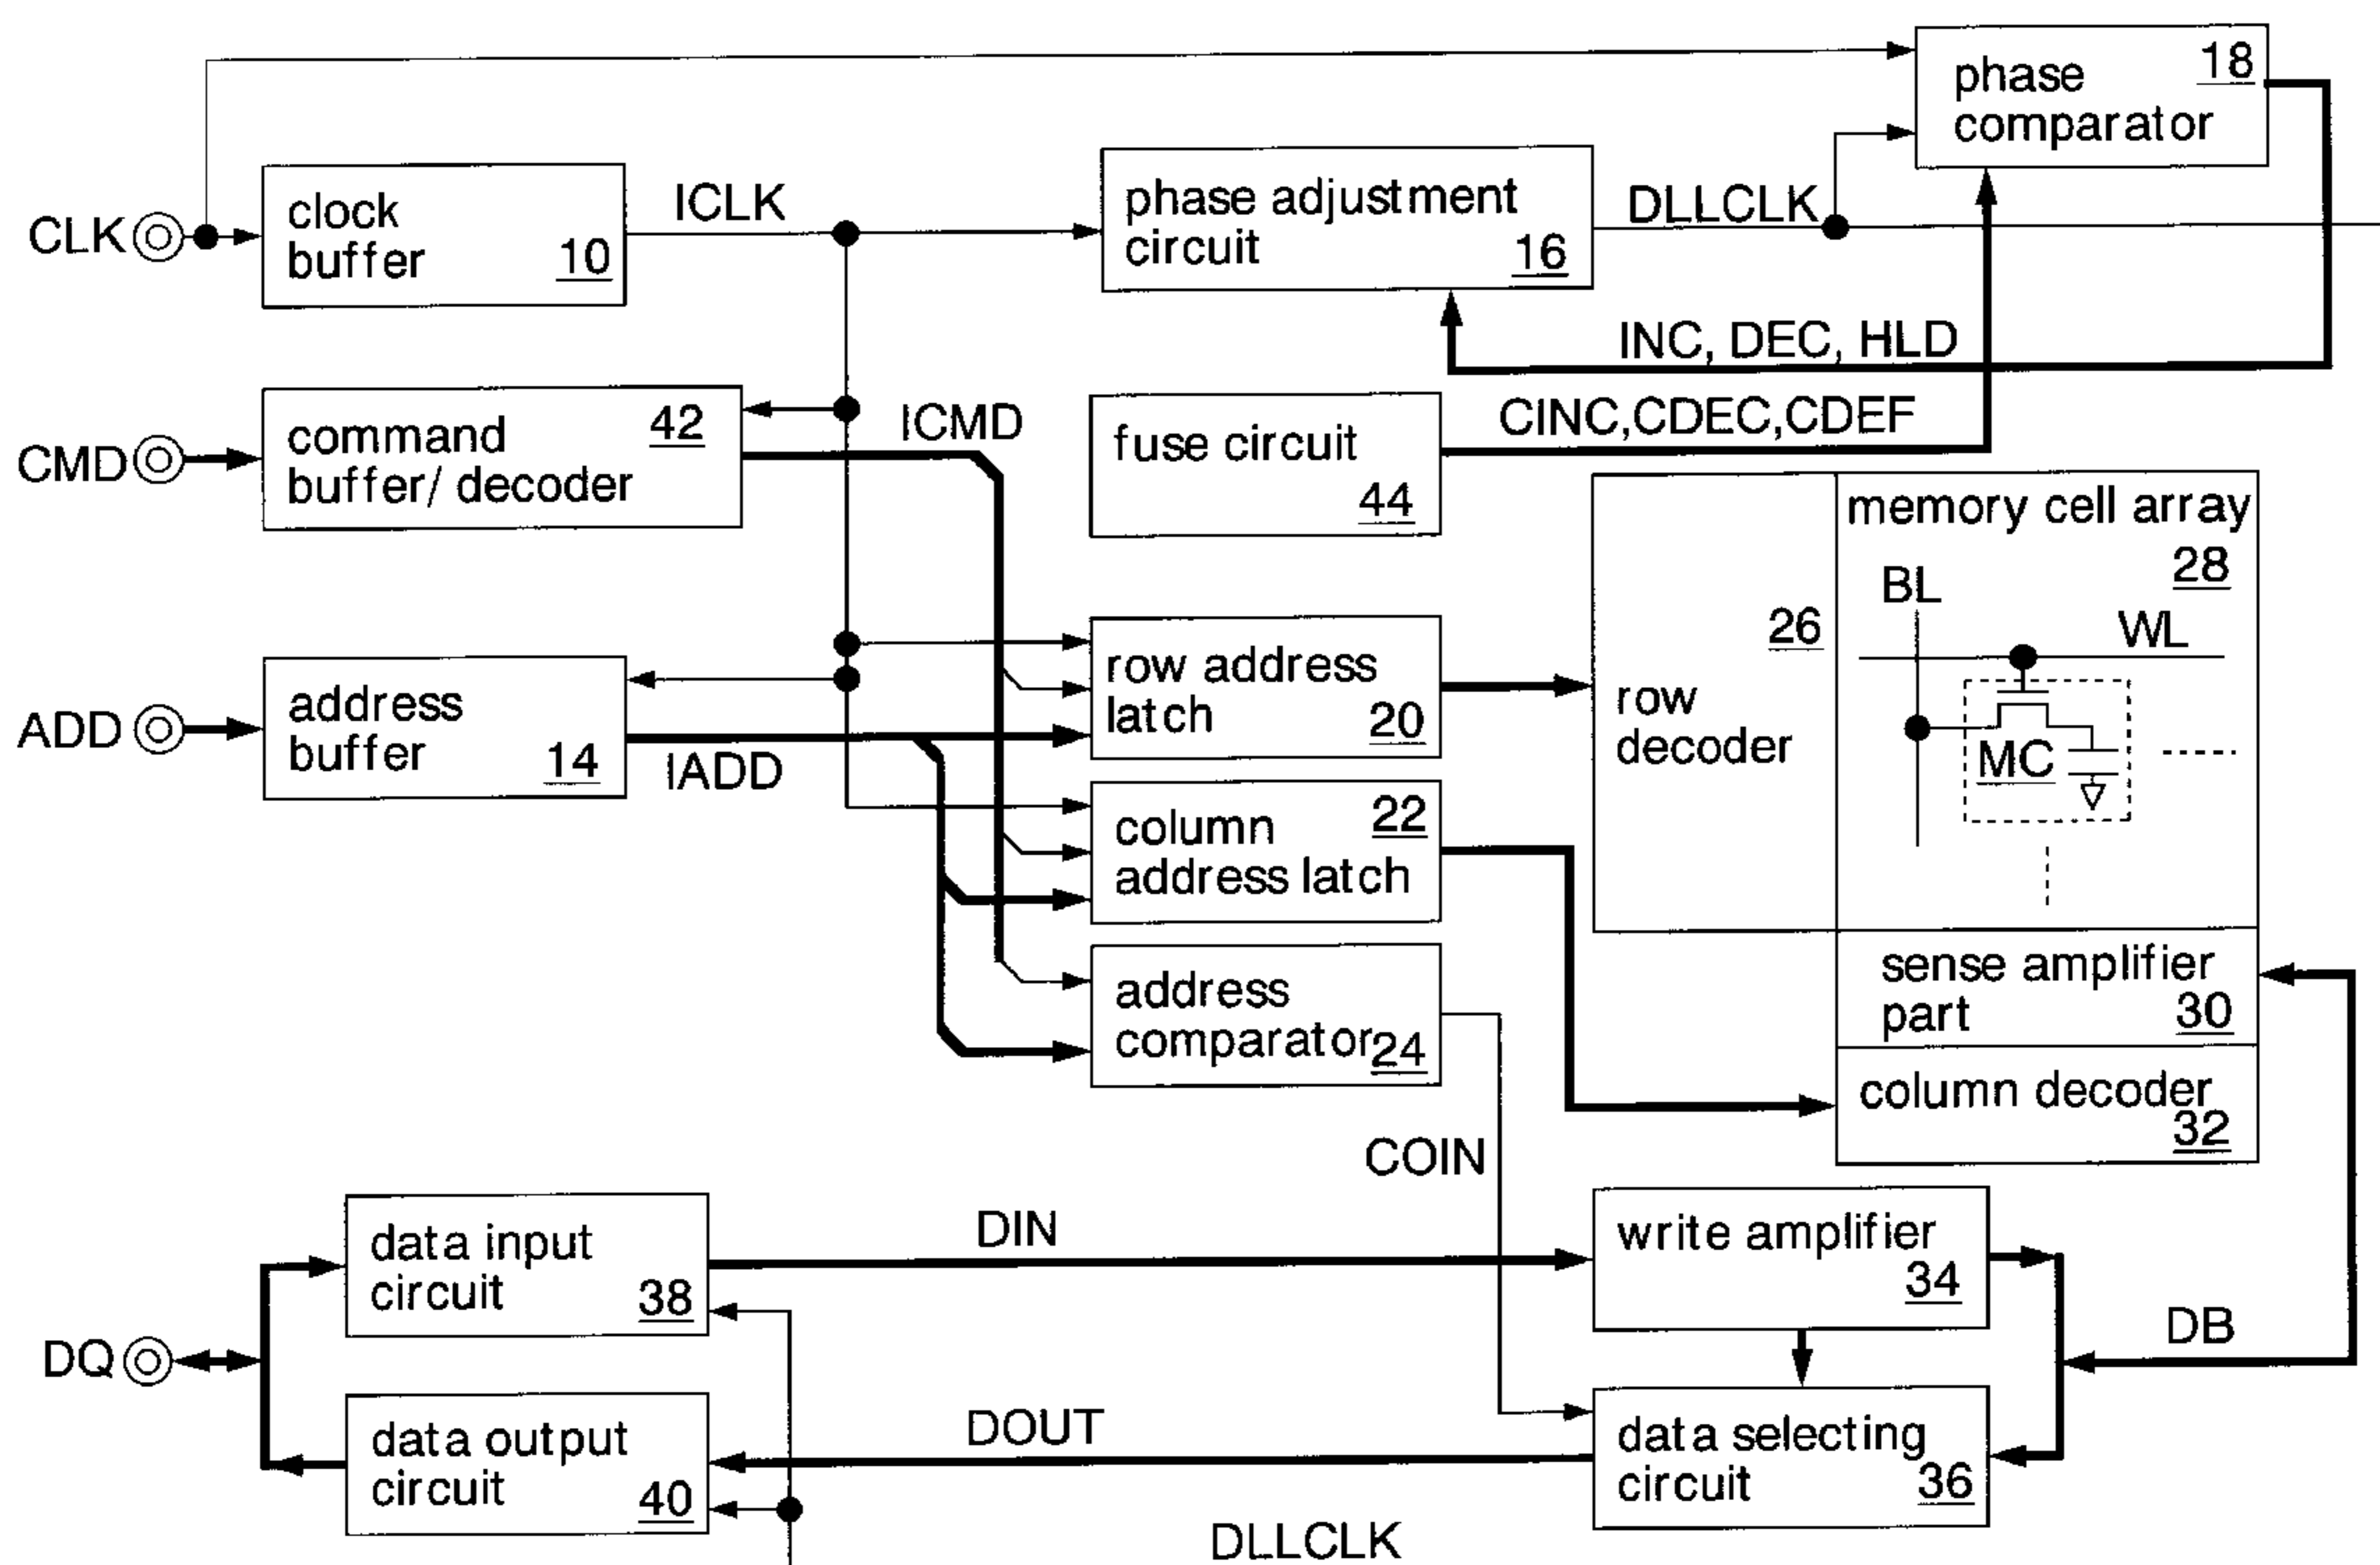 phase
comparator
18
CLK
clock
buffer
10
ICLK
phase adjustment
circuit
16
DLLCLK
INC, DEC, HLD
CMD
command
buffer/ decoder
42
ICMD
fuse circuit
44
CINC,CDEC,CDEF
memory cell array
28
BL
WL
MC
26
row
decoder
ADD
address
buffer
14
IADD
row address
latch
20
column
address latch
22
address
comparator
24
sense amplifier
part
30
column decoder
32
COIN
data input
circuit
38
DIN
write amplifier
34
DB
DQ
data output
circuit
40
DOUT
data selecting
circuit
36
DLLCLK